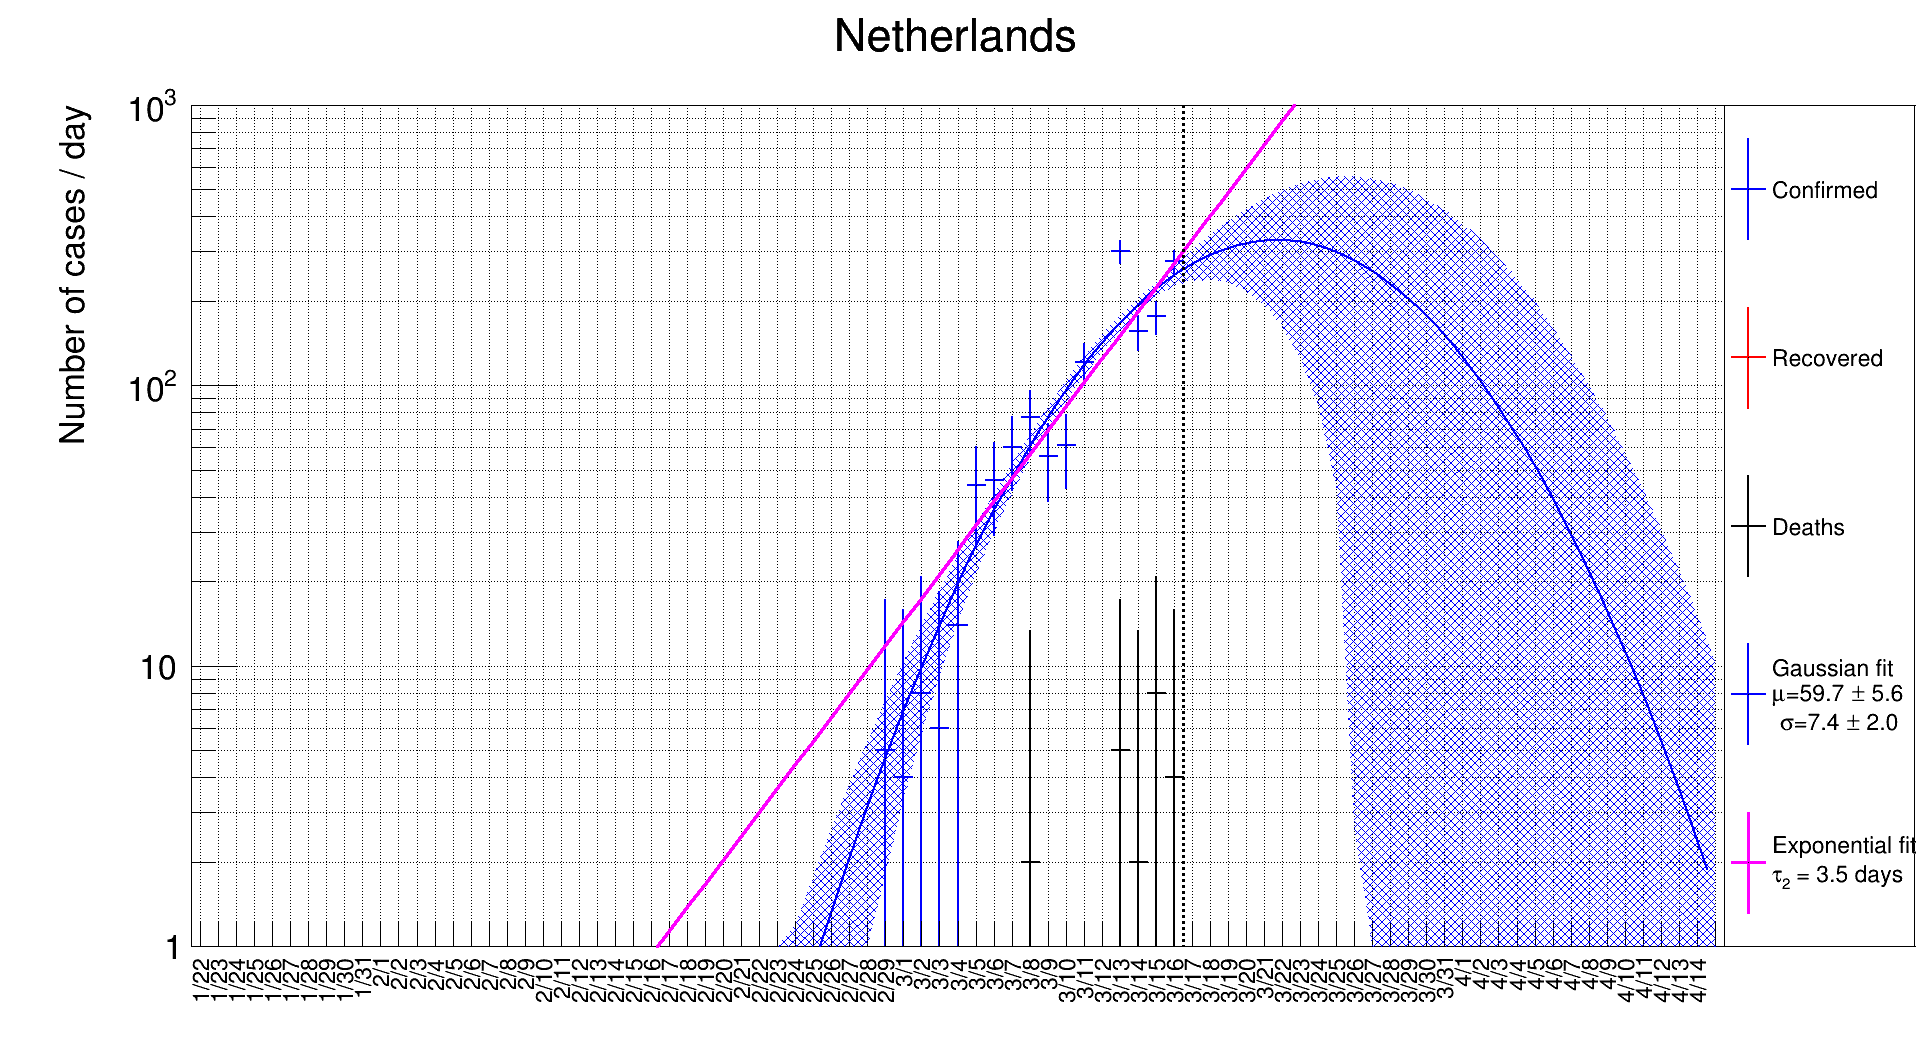 Netherlands
Number of cases / day
10³
10²
10
1
1/22 1/23 1/24 1/25 1/26 1/27 1/28 1/29 1/30 1/31 2/1 2/2 2/3 2/4 2/5 2/6 2/7 2/8 2/9 2/10 2/11 2/12 2/13 2/14 2/15 2/16 2/17 2/18 2/19 2/20 2/21 2/22 2/23 2/24 2/25 2/26 2/27 2/28 2/29 3/1 3/2 3/3 3/4 3/5 3/6 3/7 3/8 3/9 3/10 3/11 3/12 3/13 3/14 3/15 3/16 3/17 3/18 3/19 3/20 3/21 3/22 3/23 3/24 3/25 3/26 3/27 3/28 3/29 3/30 3/31 4/1 4/2 4/3 4/4 4/5 4/6 4/7 4/8 4/9 4/10 4/11 4/12 4/13 4/14
Confirmed
Recovered
Deaths
Gaussian fit
μ=59.7 ± 5.6
σ=7.4 ± 2.0
Exponential fit
τ₂ = 3.5 days